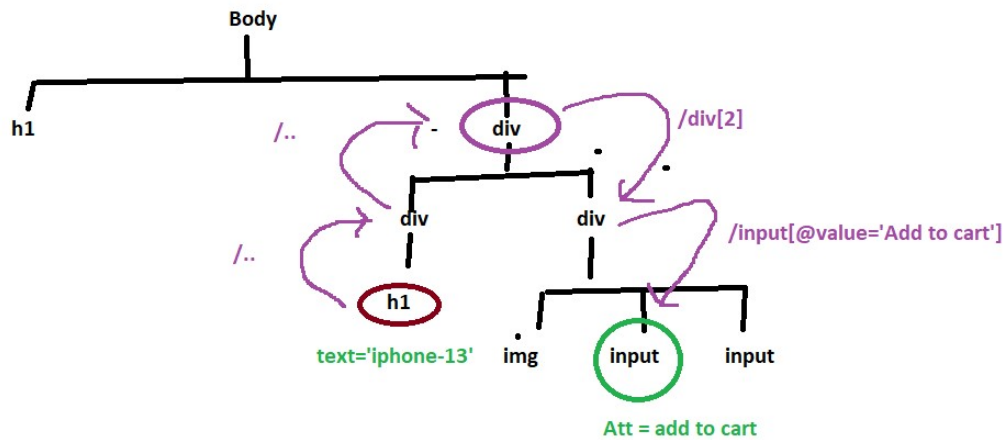 Body
h1
/..
-
div
/div[2]
div
div
/..
/input[@value='Add to cart']
h1
text='iphone-13'
img
input
input
Att = add to cart